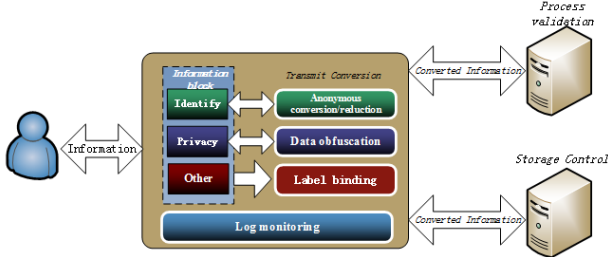 Process
validation
Information
block
Transmit Conversion
Converted Information
Identify
Anonymous
conversion/reduction
Information
Privacy
Data obfuscation
Other
Label binding
Storage Control
Log monitoring
Converted Information